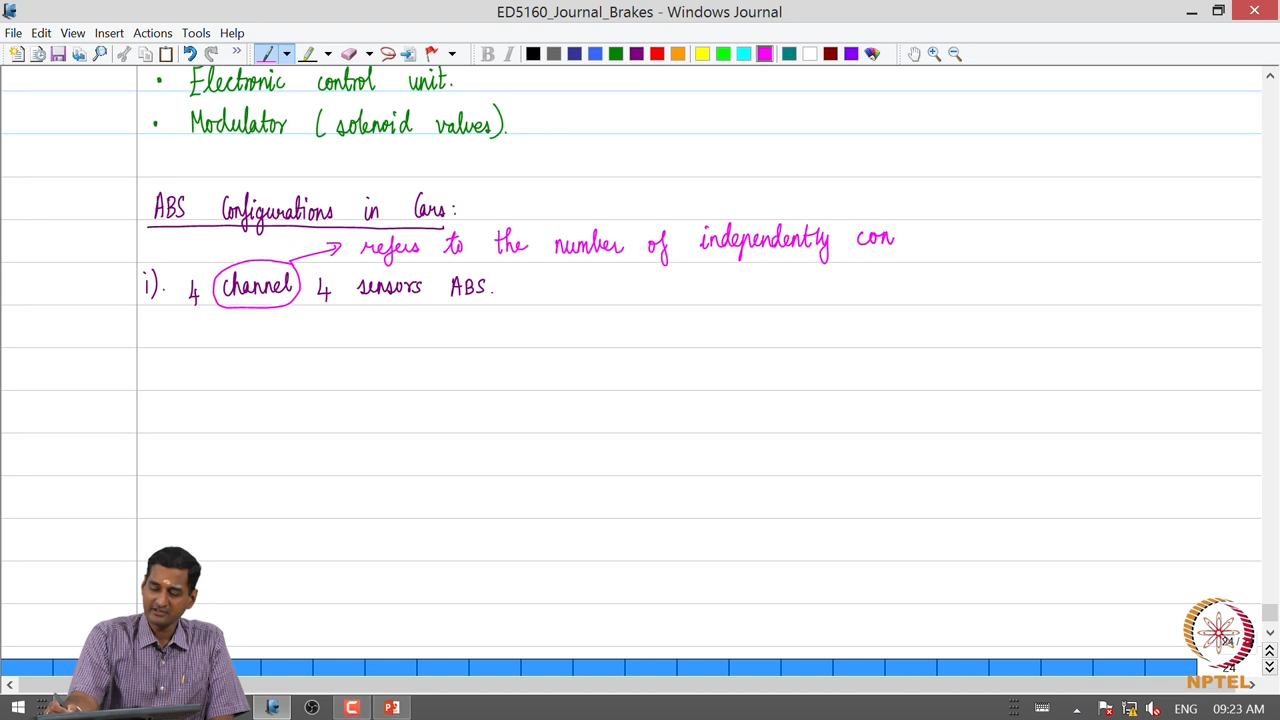 ED5160_Journal_Brakes - Windows Journal
File Edit View Insert Actions Tools Help
• Electronic control unit.
• Modulator (solenoid valves).
ABS Configurations in Cars:
refers to the number of independently con
i). 4 channel 4 sensors ABS.
24
NPTEL
ENG 09:23 AM